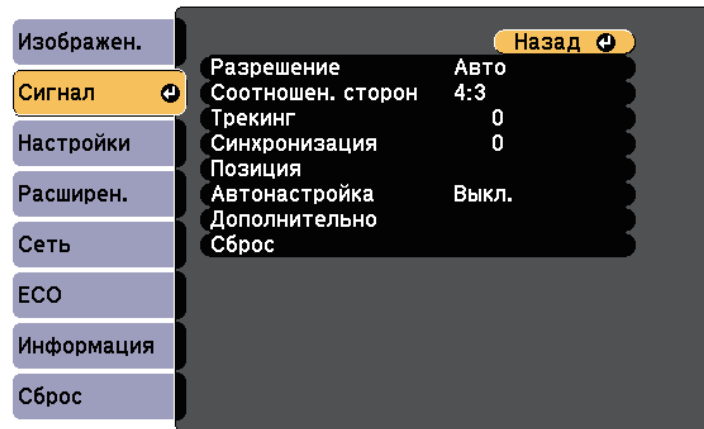 Изображен.
Сигнал
Настройки
Расширен.
Сеть
ECO
Информация
Сброс
Назад
Разрешение Авто
Соотношен. сторон 4:3
Трекинг 0
Синхронизация 0
Позиция
Автонастройка Выкл.
Дополнительно
Сброс